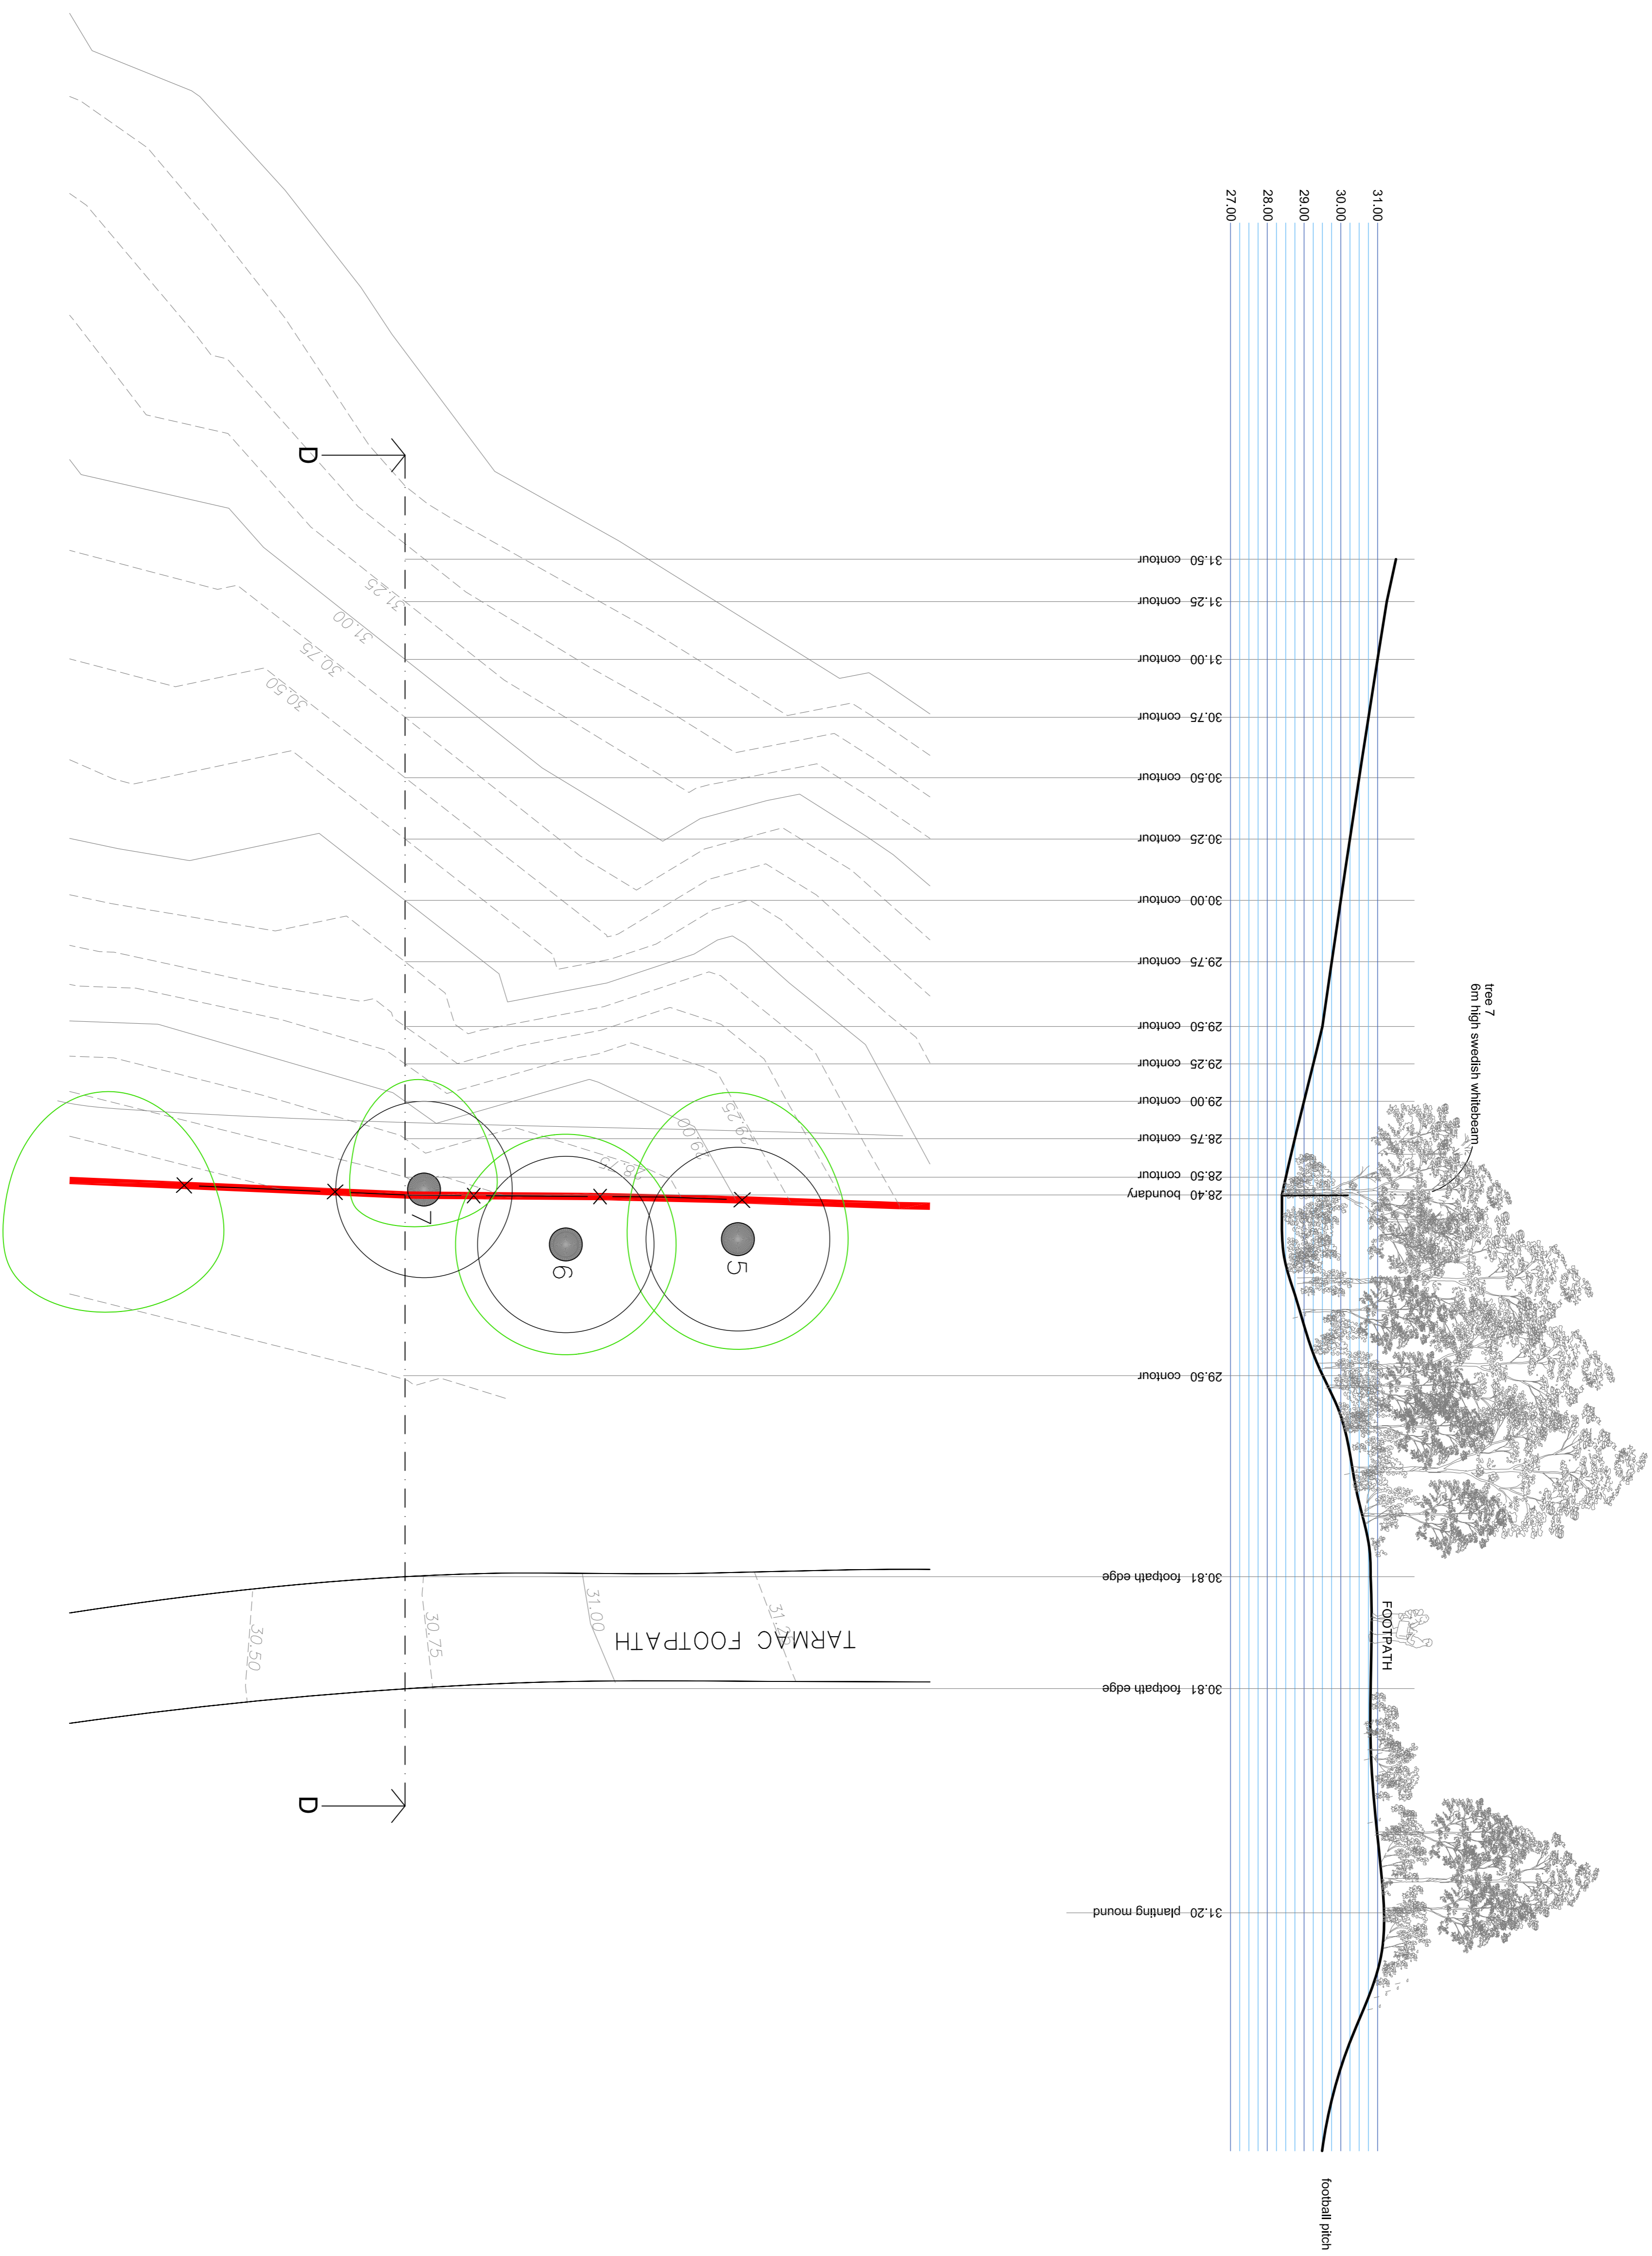 27.00
28.00
29.00
30.00
31.00
D
31.50 contour
31.25 contour
31.00 contour
30.75 contour
30.50 contour
30.25 contour
30.00 contour
29.75 contour
29.50 contour
29.25 contour
29.00 contour
28.75 contour
28.50 contour
28.40 boundary
29.50 contour
30.81 footpath edge
30.81 footpath edge
31.20 planting mound
31.25
31.00
30.75
30.50
29.25
29.00
7
6
5
tree 7
6m high swedish whitebeam
30.50
30.75
31.00
TARMAC FOOTPATH
FOOTPATH
D
football pitch